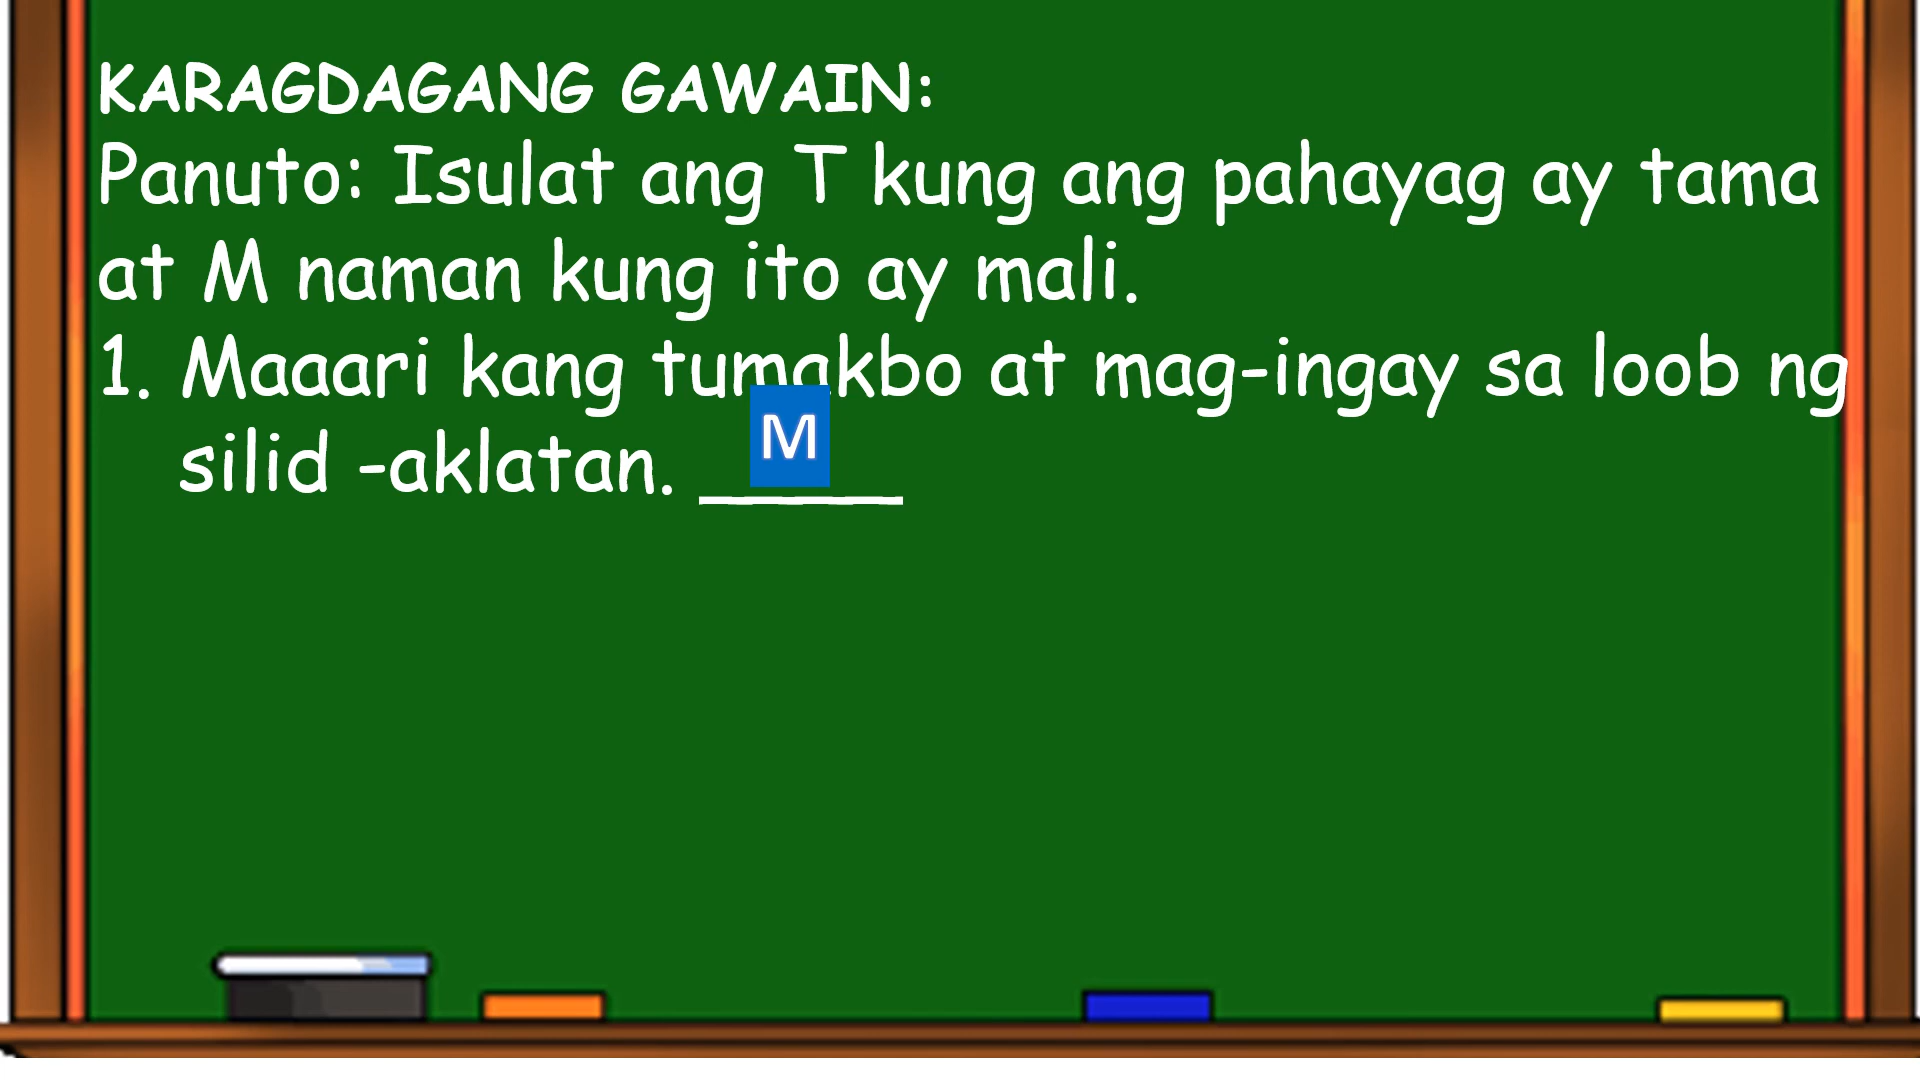 KARAGDAGANG GAWAIN:
Panuto: Isulat ang T kung ang pahayag ay tama
at M naman kung ito ay mali.
1. Maaari kang tumakbo at mag-ingay sa loob ng
silid -aklatan. _____
M